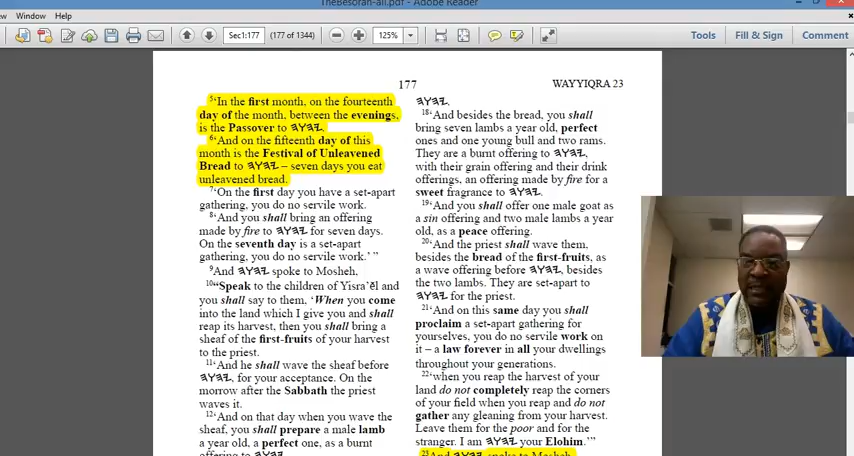 TheBesorah-all.pdf - Adobe Reader
Window Help
Sec1:177 (177 of 1344) 125% Tools Fill & Sign Comment
177 WAYYIQRA 23
5‘In the first month, on the fourteenth
day of the month, between the evenings,
is the Passover to 𐤉𐤄𐤅𐤄.
6‘And on the fifteenth day of this
month is the Festival of Unleavened
Bread to 𐤉𐤄𐤅𐤄 – seven days you eat
unleavened bread.
7‘On the first day you have a set-apart
gathering, you do no servile work.
8‘And you shall bring an offering
made by fire to 𐤉𐤄𐤅𐤄 for seven days.
On the seventh day is a set-apart
gathering, you do no servile work.’ ”
9And 𐤉𐤄𐤅𐤄 spoke to Mosheh,
10“Speak to the children of Yisra’ěl and
you shall say to them, ‘When you come
into the land which I give you and shall
reap its harvest, then you shall bring a
sheaf of the first-fruits of your harvest
to the priest.
11‘And he shall wave the sheaf before
𐤉𐤄𐤅𐤄, for your acceptance. On the
morrow after the Sabbath the priest
waves it.
12‘And on that day when you wave the
sheaf, you shall prepare a male lamb
a year old, a perfect one, as a burnt
offering to 𐤉𐤄𐤅𐤄
𐤉𐤄𐤅𐤄.
18‘And besides the bread, you shall
bring seven lambs a year old, perfect
ones and one young bull and two rams.
They are a burnt offering to 𐤉𐤄𐤅𐤄,
with their grain offering and their drink
offerings, an offering made by fire for a
sweet fragrance to 𐤉𐤄𐤅𐤄.
19‘And you shall offer one male goat as
a sin offering and two male lambs a year
old, as a peace offering.
20‘And the priest shall wave them,
besides the bread of the first-fruits, as
a wave offering before 𐤉𐤄𐤅𐤄, besides
the two lambs. They are set-apart to
𐤉𐤄𐤅𐤄 for the priest.
21‘And on this same day you shall
proclaim a set-apart gathering for
yourselves, you do no servile work on
it – a law forever in all your dwellings
throughout your generations.
22‘when you reap the harvest of your
land do not completely reap the corners
of your field when you reap and do not
gather any gleaning from your harvest.
Leave them for the poor and for the
stranger. I am 𐤉𐤄𐤅𐤄 your Elohim.’”
23And 𐤉𐤄𐤅𐤄 spoke to Mosheh,